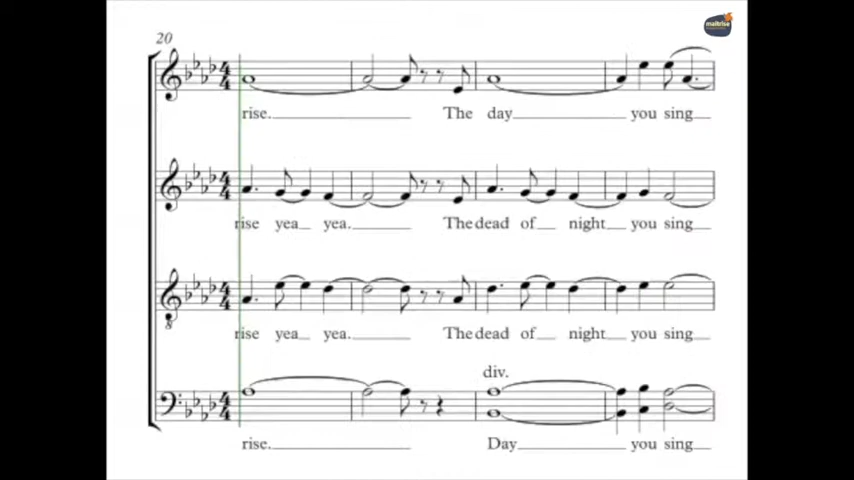 maîtrise
20
rise. The day you sing
rise yea yea. The dead of night you sing
rise yea yea. The dead of night you sing
div.
rise. Day you sing